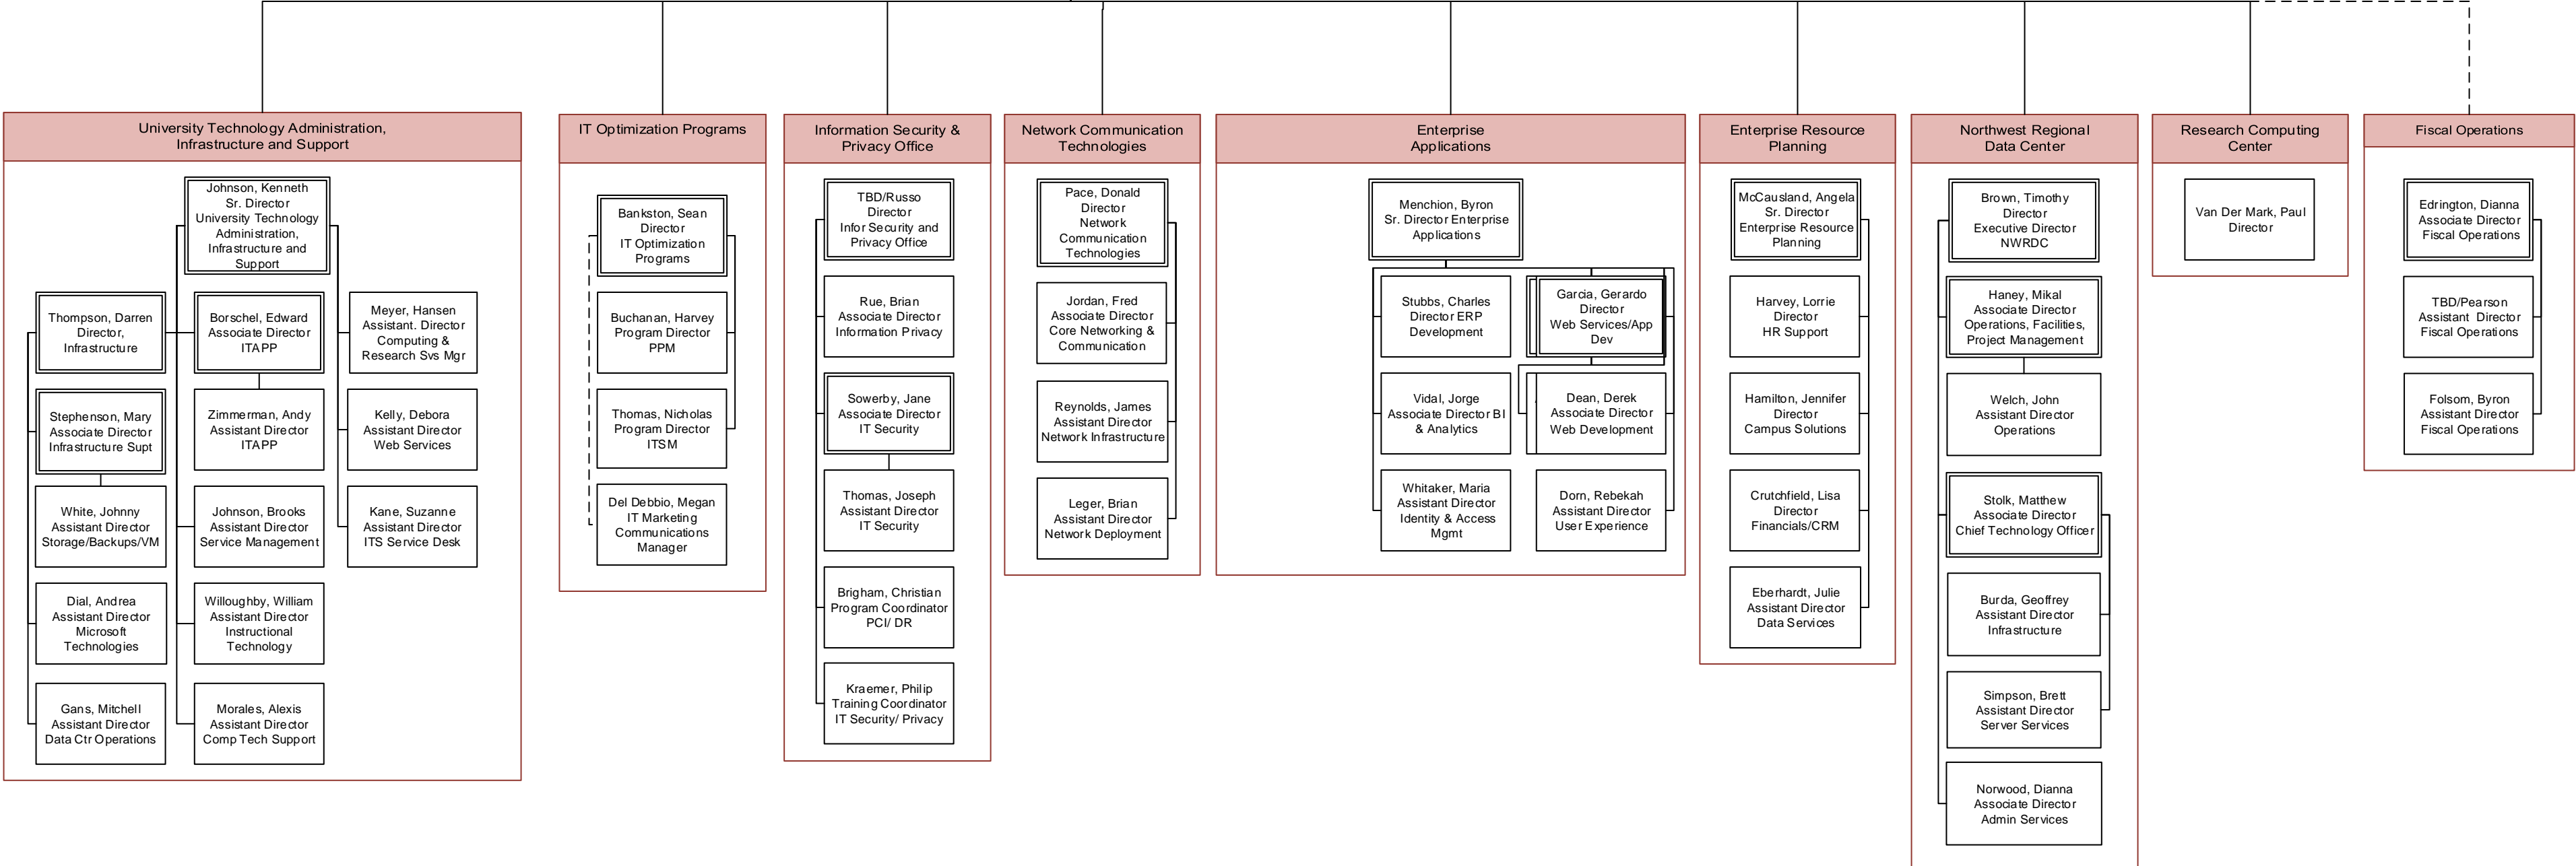 University Technology Administration,
Infrastructure and Support
Johnson, Kenneth
Sr. Director
University Technology
Administration,
Infrastructure and
Support
Thompson, Darren
Director,
Infrastructure
Stephenson, Mary
Associate Director
Infrastructure Supt
White, Johnny
Assistant Director
Storage/Backups/VM
Dial, Andrea
Assistant Director
Microsoft
Technologies
Gans, Mitchell
Assistant Director
Data Ctr Operations
Borschel, Edward
Associate Director
ITAPP
Zimmerman, Andy
Assistant Director
ITAPP
Johnson, Brooks
Assistant Director
Service Management
Willoughby, William
Assistant Director
Instructional
Technology
Morales, Alexis
Assistant Director
Comp Tech Support
Meyer, Hansen
Assistant. Director
Computing &
Research Svs Mgr
Kelly, Debora
Assistant Director
Web Services
Kane, Suzanne
Assistant Director
ITS Service Desk
IT Optimization Programs
Bankston, Sean
Director
IT Optimization
Programs
Buchanan, Harvey
Program Director
PPM
Thomas, Nicholas
Program Director
ITSM
Del Debbio, Megan
IT Marketing
Communications
Manager
Information Security &
Privacy Office
TBD/Russo
Director
Infor Security and
Privacy Office
Rue, Brian
Associate Director
Information Privacy
Sowerby, Jane
Associate Director
IT Security
Thomas, Joseph
Assistant Director
IT Security
Brigham, Christian
Program Coordinator
PCI/ DR
Kraemer, Philip
Training Coordinator
IT Security/ Privacy
Network Communication
Technologies
Pace, Donald
Director
Network
Communication
Technologies
Jordan, Fred
Associate Director
Core Networking &
Communication
Reynolds, James
Assistant Director
Network Infrastructure
Leger, Brian
Assistant Director
Network Deployment
Enterprise
Applications
Menchion, Byron
Sr. Director Enterprise
Applications
Stubbs, Charles
Director ERP
Development
Vidal, Jorge
Associate Director BI
& Analytics
Whitaker, Maria
Assistant Director
Identity & Access
Mgmt
Garcia, Gerardo
Director
Web Services/App
Dev
Dean, Derek
Associate Director
Web Development
Dorn, Rebekah
Assistant Director
User Experience
Enterprise Resource
Planning
McCausland, Angela
Sr. Director
Enterprise Resource
Planning
Harvey, Lorrie
Director
HR Support
Hamilton, Jennifer
Director
Campus Solutions
Crutchfield, Lisa
Director
Financials/CRM
Eberhardt, Julie
Assistant Director
Data Services
Northwest Regional
Data Center
Brown, Timothy
Director
Executive Director
NWRDC
Haney, Mikal
Associate Director
Operations, Facilities,
Project Management
Welch, John
Assistant Director
Operations
Stolk, Matthew
Associate Director
Chief Technology Officer
Burda, Geoffrey
Assistant Director
Infrastructure
Simpson, Brett
Assistant Director
Server Services
Norwood, Dianna
Associate Director
Admin Services
Research Computing
Center
Van Der Mark, Paul
Director
Fiscal Operations
Edrington, Dianna
Associate Director
Fiscal Operations
TBD/Pearson
Assistant Director
Fiscal Operations
Folsom, Byron
Assistant Director
Fiscal Operations